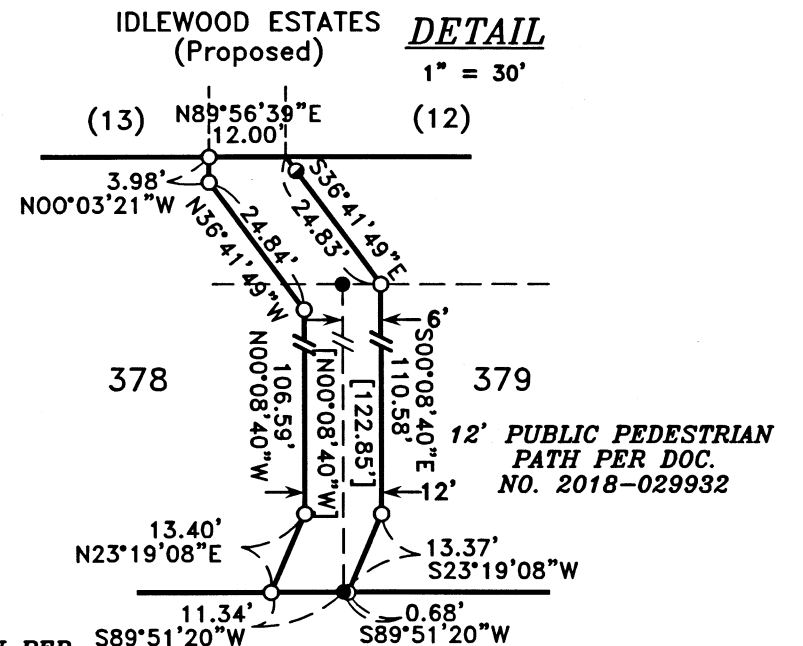 IDLEWOOD ESTATES
(Proposed)
DETAIL
1" = 30'
(13)
N89°56'39"E
12.00'
(12)
3.98'
N00°03'21"W
24.84'
N36°41'49"W
S36°41'49"E
24.83'
6'
378
106.59'
N00°08'40"W
[N00°08'40"W]
[122.85']
S00°08'40"E
110.58'
379
12' PUBLIC PEDESTRIAN
PATH PER DOC.
NO. 2018-029932
12'
13.40'
N23°19'08"E
13.37'
S23°19'08"W
11.34'
S89°51'20"W
0.68'
S89°51'20"W
PER